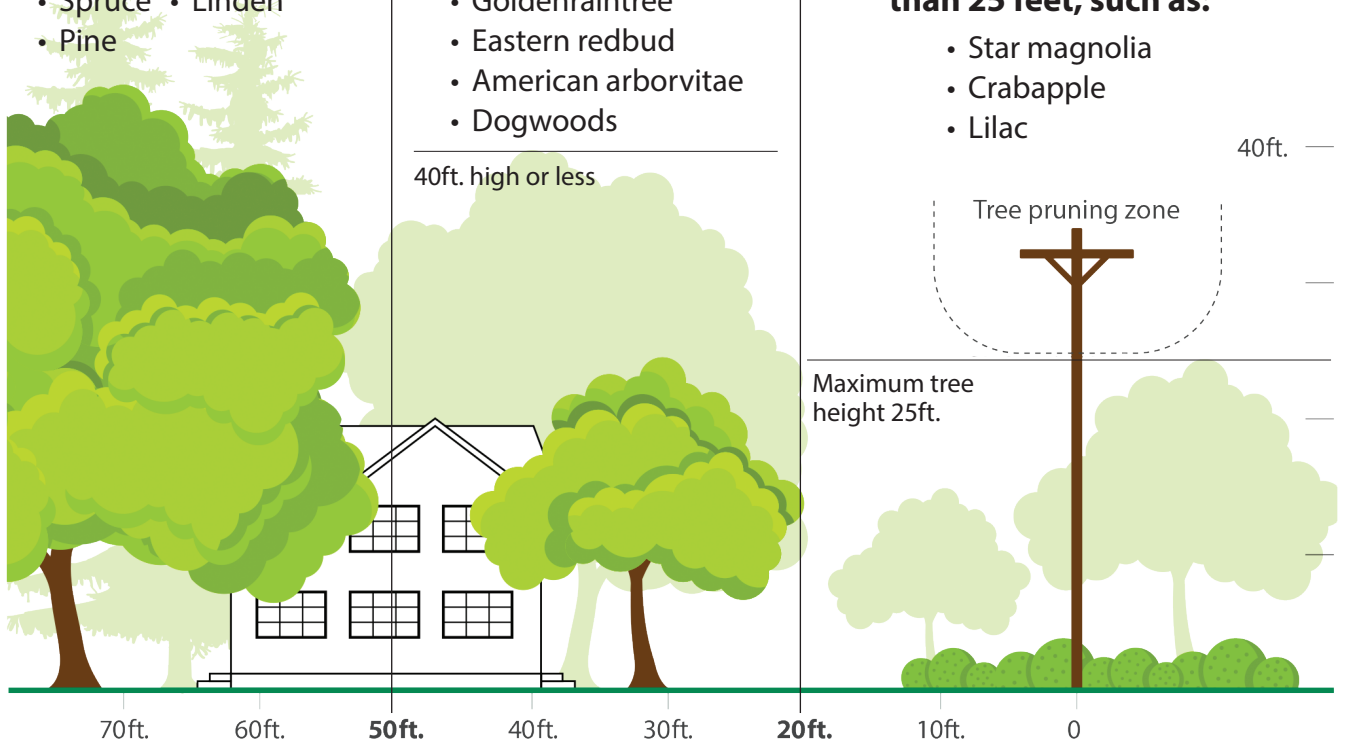 • Spruce • Linden
• Pine
• Goldenraintree
• Eastern redbud
• American arborvitae
• Dogwoods
40ft. high or less
than 25 feet, such as:
• Star magnolia
• Crabapple
• Lilac
40ft.
Tree pruning zone
Maximum tree
height 25ft.
70ft. 60ft. 50ft. 40ft. 30ft. 20ft. 10ft. 0